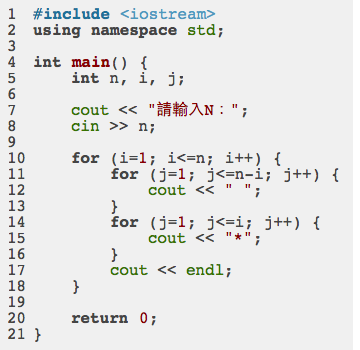 1 #include <iostream>
2 using namespace std;
3
4 int main() {
5     int n, i, j;
6
7     cout << "請輸入N：";
8     cin >> n;
9
10     for (i=1; i<=n; i++) {
11         for (j=1; j<=n-i; j++) {
12             cout << " ";
13         }
14         for (j=1; j<=i; j++) {
15             cout << "*";
16         }
17         cout << endl;
18     }
19
20     return 0;
21 }